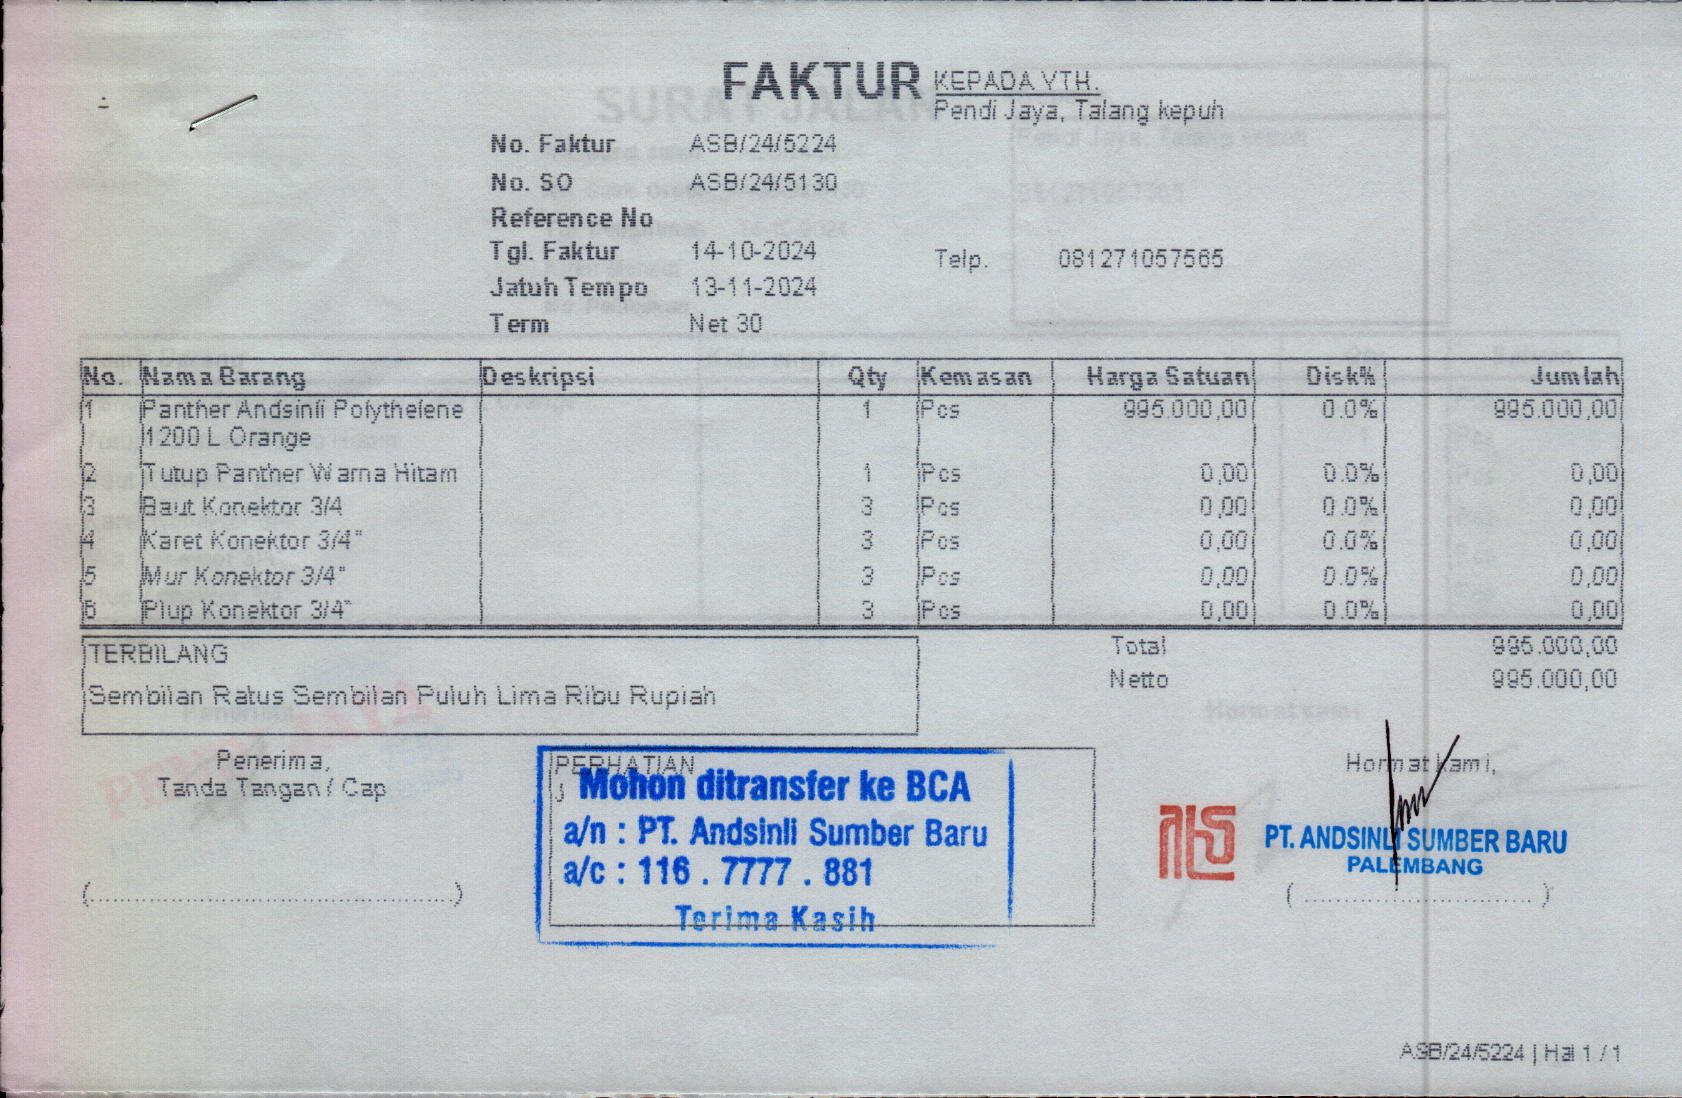 FAKTUR
KEPADA YTH.
Pendi Jaya, Talang kepuh
No. Faktur ASB/24/5224
No. SO ASB/24/5130
Reference No
Tgl. Faktur 14-10-2024
Telp. 081271057565
Jatuh Tempo 13-11-2024
Term Net 30
No. Nama Barang Deskripsi Qty Kemasan Harga Satuan Disk% Jumlah
1 Panther Andsinli Polythelene 1 Pcs 995.000,00 0.0% 995.000,00
1200 L Orange
2 Tutup Panther Warna Hitam 1 Pcs 0,00 0.0% 0,00
3 Baut Konektor 3/4 3 Pcs 0,00 0.0% 0,00
4 Karet Konektor 3/4" 3 Pcs 0,00 0.0% 0,00
5 Mur Konektor 3/4" 3 Pcs 0,00 0.0% 0,00
6 Plup Konektor 3/4" 3 Pcs 0,00 0.0% 0,00
TERBILANG
Sembilan Ratus Sembilan Puluh Lima Ribu Rupiah
Total 995.000,00
Netto 995.000,00
Penerima,
Tanda Tangan / Cap
(..............................................)
PERHATIAN
Mohon ditransfer ke BCA
a/n : PT. Andsinli Sumber Baru
a/c : 116 . 7777 . 881
Terima Kasih
Hormat kami,
PT. ANDSINLI SUMBER BARU
PALEMBANG
( ............................. )
ASB/24/5224 | Hal 1 / 1